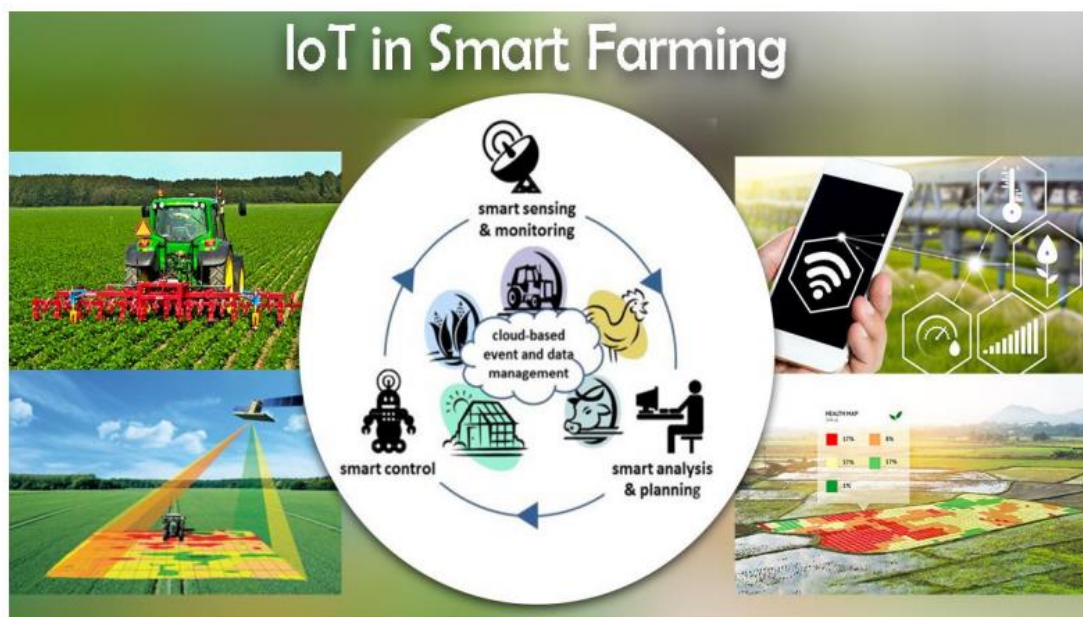 IoT in Smart Farming
smart sensing
& monitoring
cloud-based
event and data
management
smart control
smart analysis
& planning
HEALTH MAP
17% 8%
17%
1%